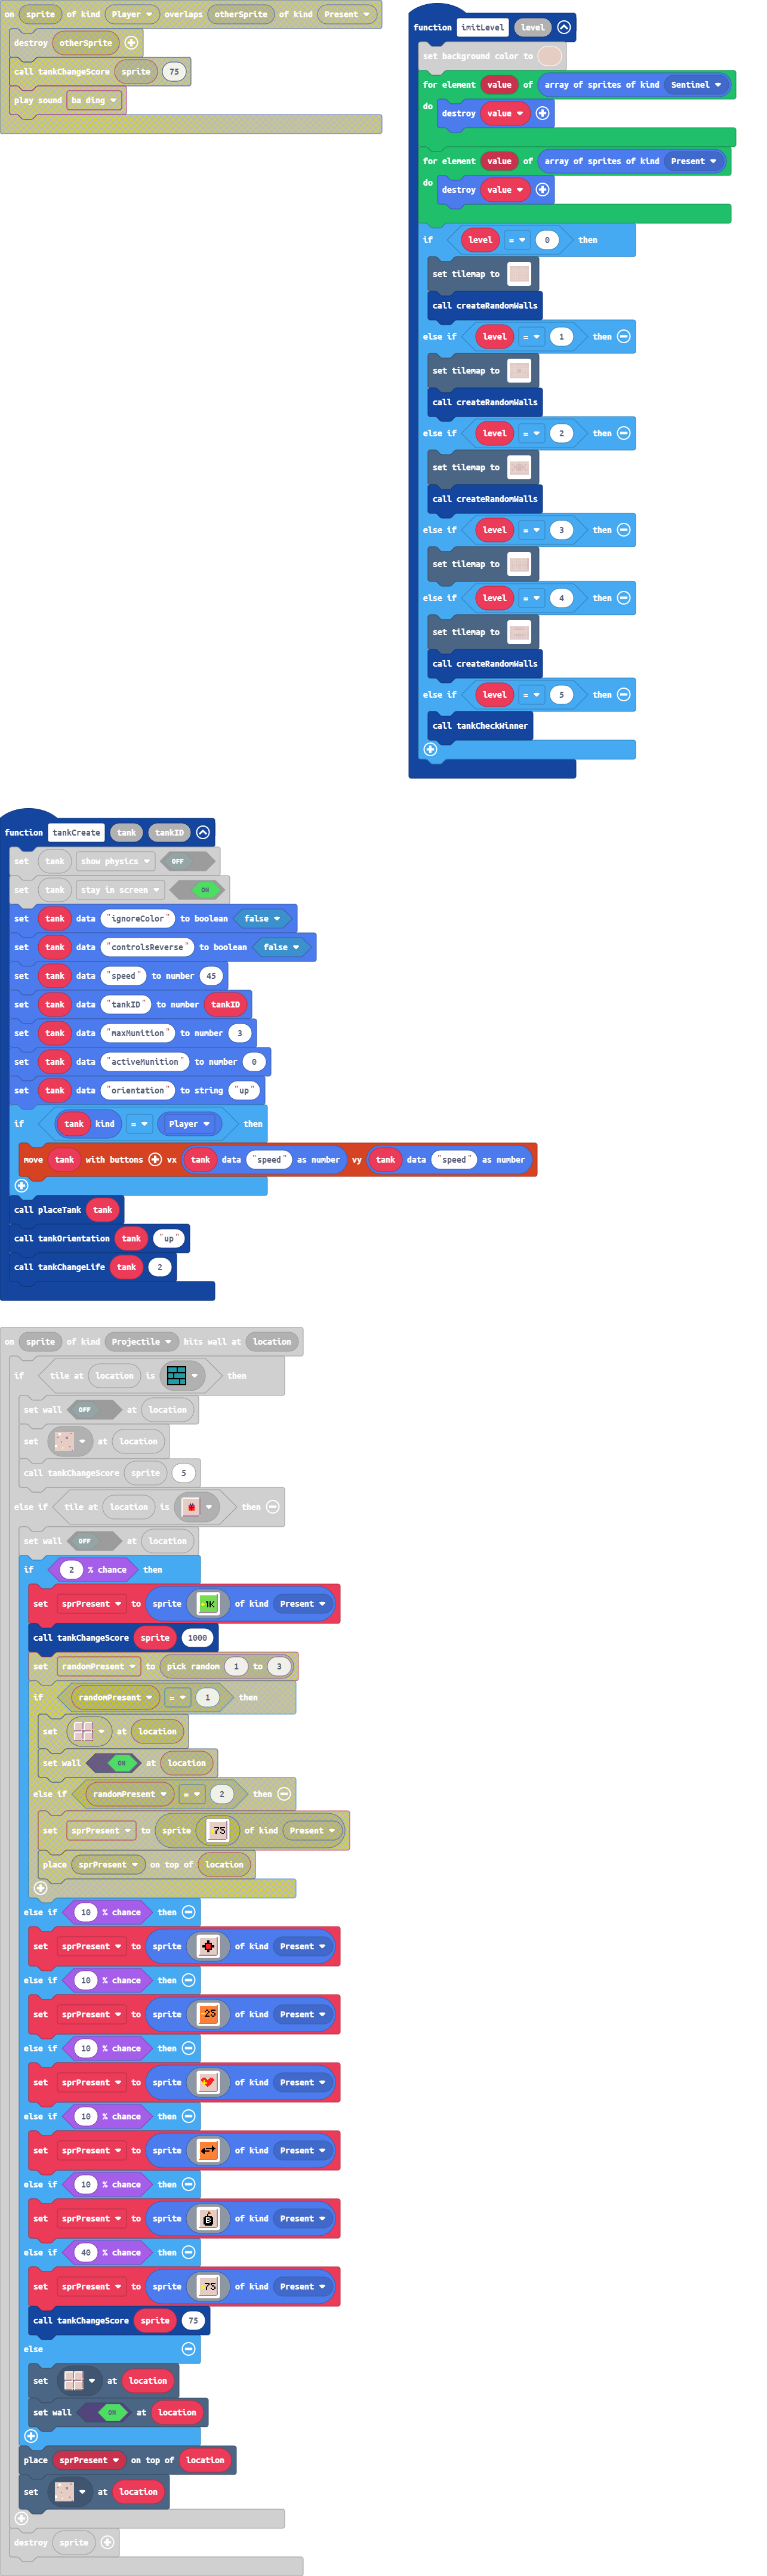 on sprite of kind Player overlaps otherSprite of kind Present
destroy otherSprite
call tankChangeScore sprite 75
play sound ba ding
function imitLevel level
set background color to
for element value of array of sprites of kind Sentinel
do destroy value
for element value of array of sprites of kind Present
do destroy value
if level = 0 then
set tilemap to
call createRandomWalls
else if level = 1 then
set tilemap to
call createRandomWalls
else if level = 2 then
set tilemap to
call createRandomWalls
else if level = 3 then
set tilemap to
else if level = 4 then
set tilemap to
call createRandomWalls
else if level = 5 then
call tankCheckWinner
function tankCreate tank tankID
set tank show physics OFF
set tank stay in screen ON
set tank data "ignoreColor" to boolean false
set tank data "controlsReverse" to boolean false
set tank data "speed" to number 45
set tank data "tankID" to number tankID
set tank data "maxMunition" to number 3
set tank data "activeMunition" to number 0
set tank data "orientation" to string "up"
if tank kind = Player then
move tank with buttons vx tank data "speed" as number vy tank data "speed" as number
call placeTank tank
call tankOrientation tank "up"
call tankChangeLife tank 2
on sprite of kind Projectile hits wall at location
if tile at location is then
set wall OFF at location
set at location
call tankChangeScore sprite 5
else if tile at location is then
set wall OFF at location
if 2 % chance then
set sprPresent to sprite 1K of kind Present
call tankChangeScore sprite 1000
set randomPresent to pick random 1 to 3
if randomPresent = 1 then
set at location
set wall ON at location
else if randomPresent = 2 then
set sprPresent to sprite 75 of kind Present
place sprPresent on top of location
else if 10 % chance then
set sprPresent to sprite of kind Present
else if 10 % chance then
set sprPresent to sprite 25 of kind Present
else if 10 % chance then
set sprPresent to sprite of kind Present
else if 10 % chance then
set sprPresent to sprite of kind Present
else if 10 % chance then
set sprPresent to sprite of kind Present
else if 40 % chance then
set sprPresent to sprite 75 of kind Present
call tankChangeScore sprite 75
else
set at location
set wall ON at location
place sprPresent on top of location
set at location
destroy sprite